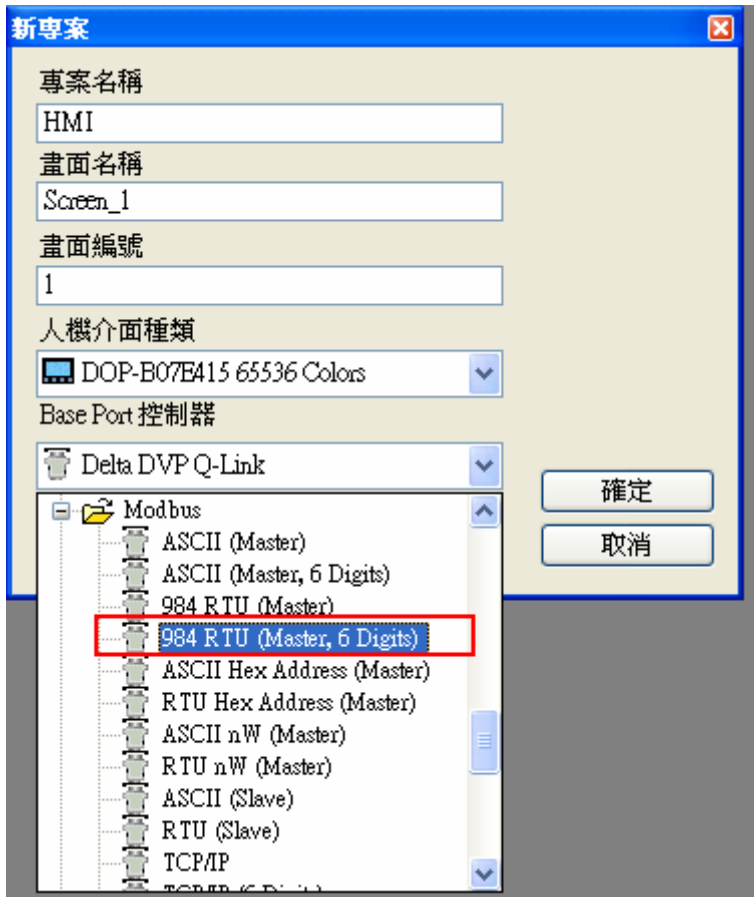 新專案
專案名稱
HMI
畫面名稱
Screen_1
畫面編號
1
人機介面種類
DOP-B07E415 65536 Colors
Base Port 控制器
Delta DVP Q-Link
確定
取消
Modbus
ASCII (Master)
ASCII (Master, 6 Digits)
984 RTU (Master)
984 RTU (Master, 6 Digits)
ASCII Hex Address (Master)
RTU Hex Address (Master)
ASCII nW (Master)
RTU nW (Master)
ASCII (Slave)
RTU (Slave)
TCP/IP